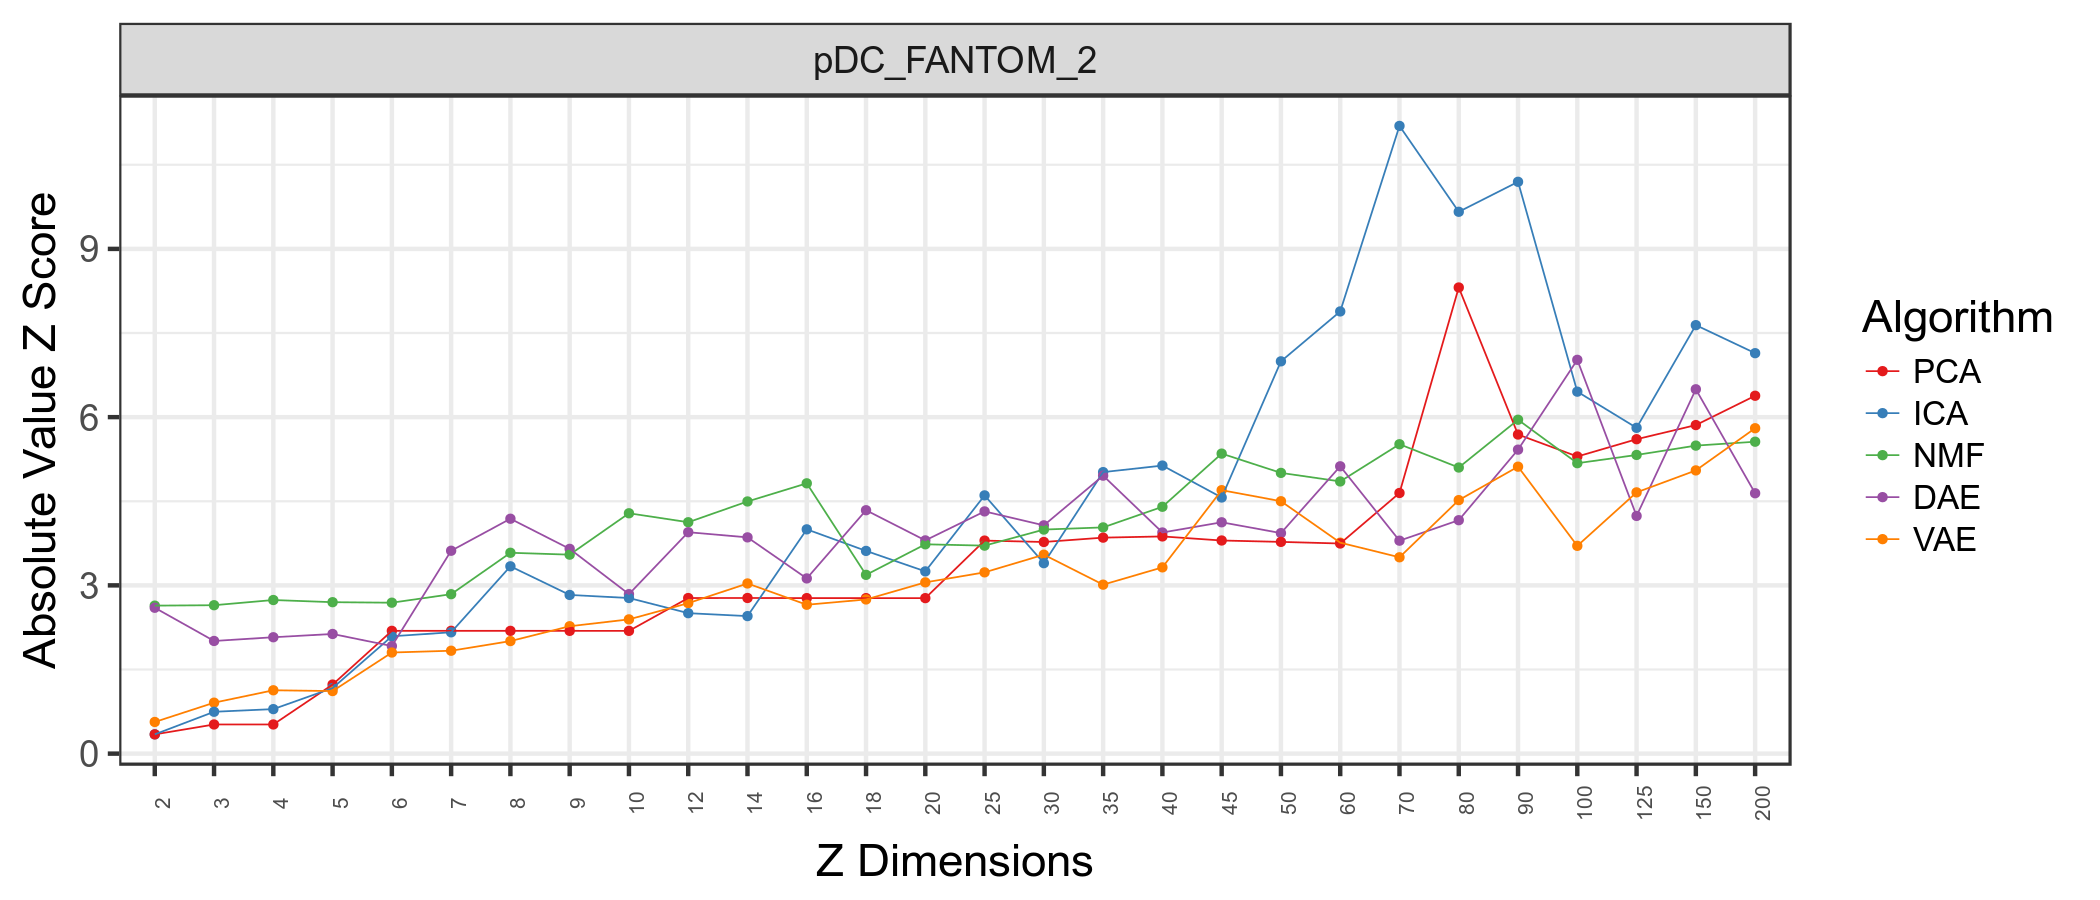 pDC_FANTOM_2
Absolute Value Z Score
9
6
3
0
2 3 4 5 6 7 8 9 10 12 14 16 18 20 25 30 35 40 45 50 60 70 80 90 100 125 150 200
Z Dimensions
Algorithm
PCA
ICA
NMF
DAE
VAE